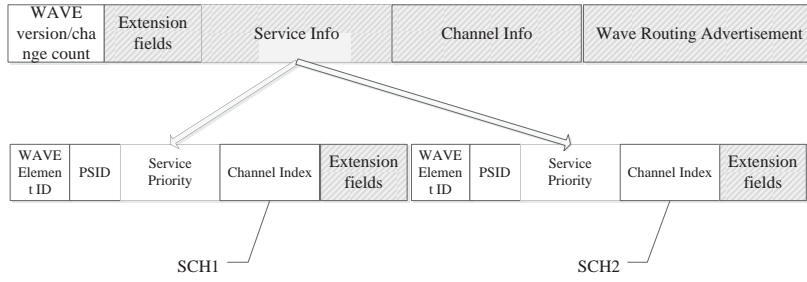 WAVE
version/cha
nge count
Extension
fields
Service Info
Channel Info
Wave Routing Advertisement
WAVE
Elemen
t ID
PSID
Service
Priority
Channel Index
Extension
fields
WAVE
Elemen
t ID
PSID
Service
Priority
Channel Index
Extension
fields
SCH1
SCH2